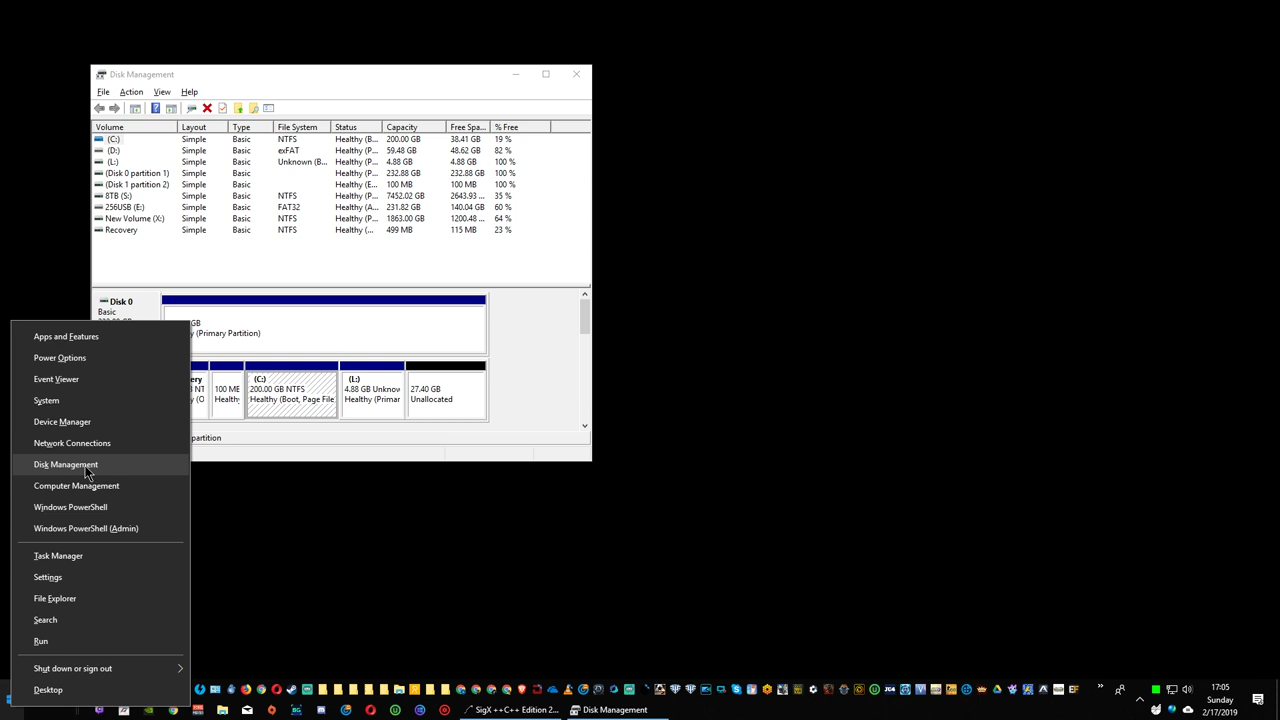 Disk Management
File Action View Help
Volume Layout Type File System Status Capacity Free Spa... % Free
(C:) Simple Basic NTFS Healthy (B... 200.00 GB 38.41 GB 19 %
(D:) Simple Basic exFAT Healthy (P... 59.48 GB 48.62 GB 82 %
(L:) Simple Basic Unknown (B... Healthy (P... 4.88 GB 4.88 GB 100 %
(Disk 0 partition 1) Simple Basic Healthy (P... 232.88 GB 232.88 GB 100 %
(Disk 1 partition 2) Simple Basic Healthy (E... 100 MB 100 MB 100 %
8TB (S:) Simple Basic NTFS Healthy (P... 7452.02 GB 2643.93 ... 35 %
256USB (E:) Simple Basic FAT32 Healthy (A... 231.82 GB 140.04 GB 60 %
New Volume (X:) Simple Basic NTFS Healthy (P... 1863.00 GB 1200.48 ... 64 %
Recovery Simple Basic NTFS Healthy (... 499 MB 115 MB 23 %
Disk 0
Basic
GB
y (Primary Partition)
ery (C:) (L:)
NT 100 ME 200.00 GB NTFS 4.88 GB Unknow 27.40 GB
(O Health Healthy (Boot, Page File Healthy (Primar Unallocated
partition
Apps and Features
Power Options
Event Viewer
System
Device Manager
Network Connections
Disk Management
Computer Management
Windows PowerShell
Windows PowerShell (Admin)
Task Manager
Settings
File Explorer
Search
Run
Shut down or sign out
Desktop
SigX ++C++ Edition 2... Disk Management
17:05
Sunday
2/17/2019